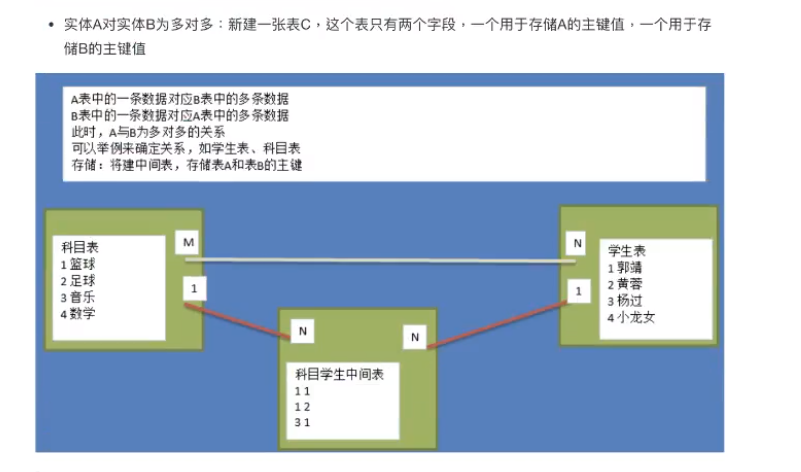 • 实体A对实体B为多对多：新建一张表C，这个表只有两个字段，一个用于存储A的主键值，一个用于存
储B的主键值
A表中的一条数据对应B表中的多条数据
B表中的一条数据对应A表中的多条数据
此时，A与B为多对多的关系
可以举例来确定关系，如学生表、科目表
存储：将建中间表，存储表A和表B的主键
科目表
1 篮球
2 足球
3 音乐
4 数学
M
1
N
1
学生表
1 郭靖
2 黄蓉
3 杨过
4 小龙女
N
N
科目学生中间表
1 1
1 2
3 1